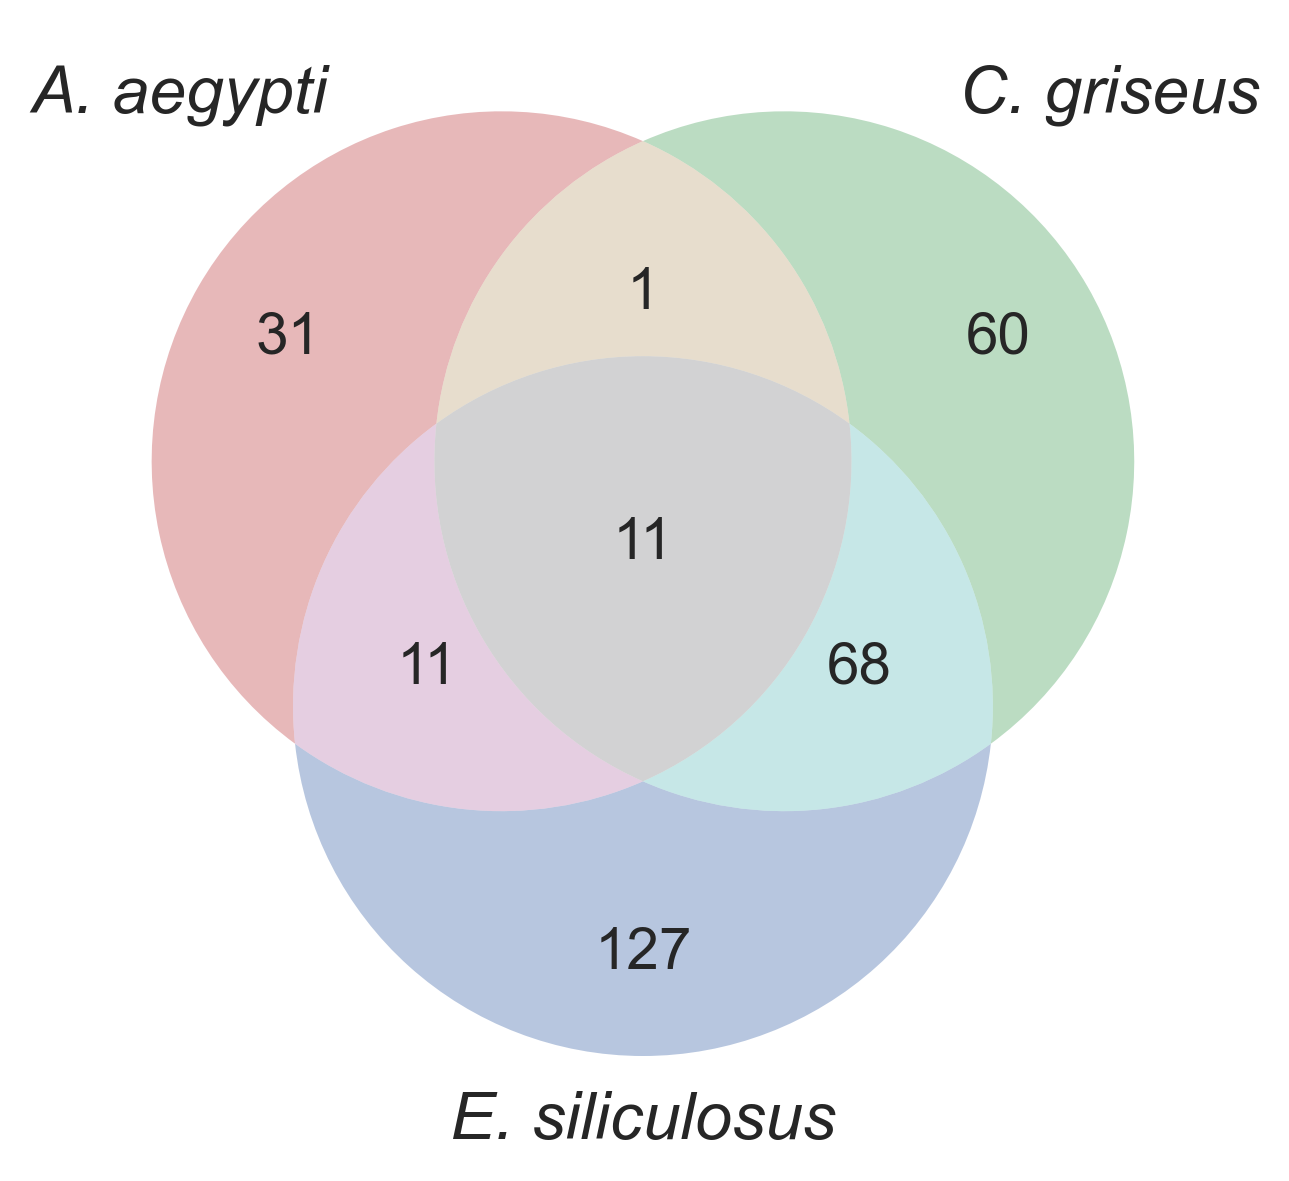 A. aegypti
C. griseus
1
31
60
11
11
68
127
E. siliculosus